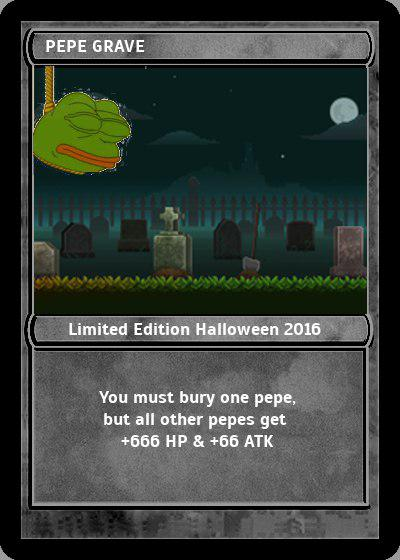 PEPE GRAVE
Limited Edition Halloween 2016
You must bury one pepe,
but all other pepes get
+666 HP & +66 ATK